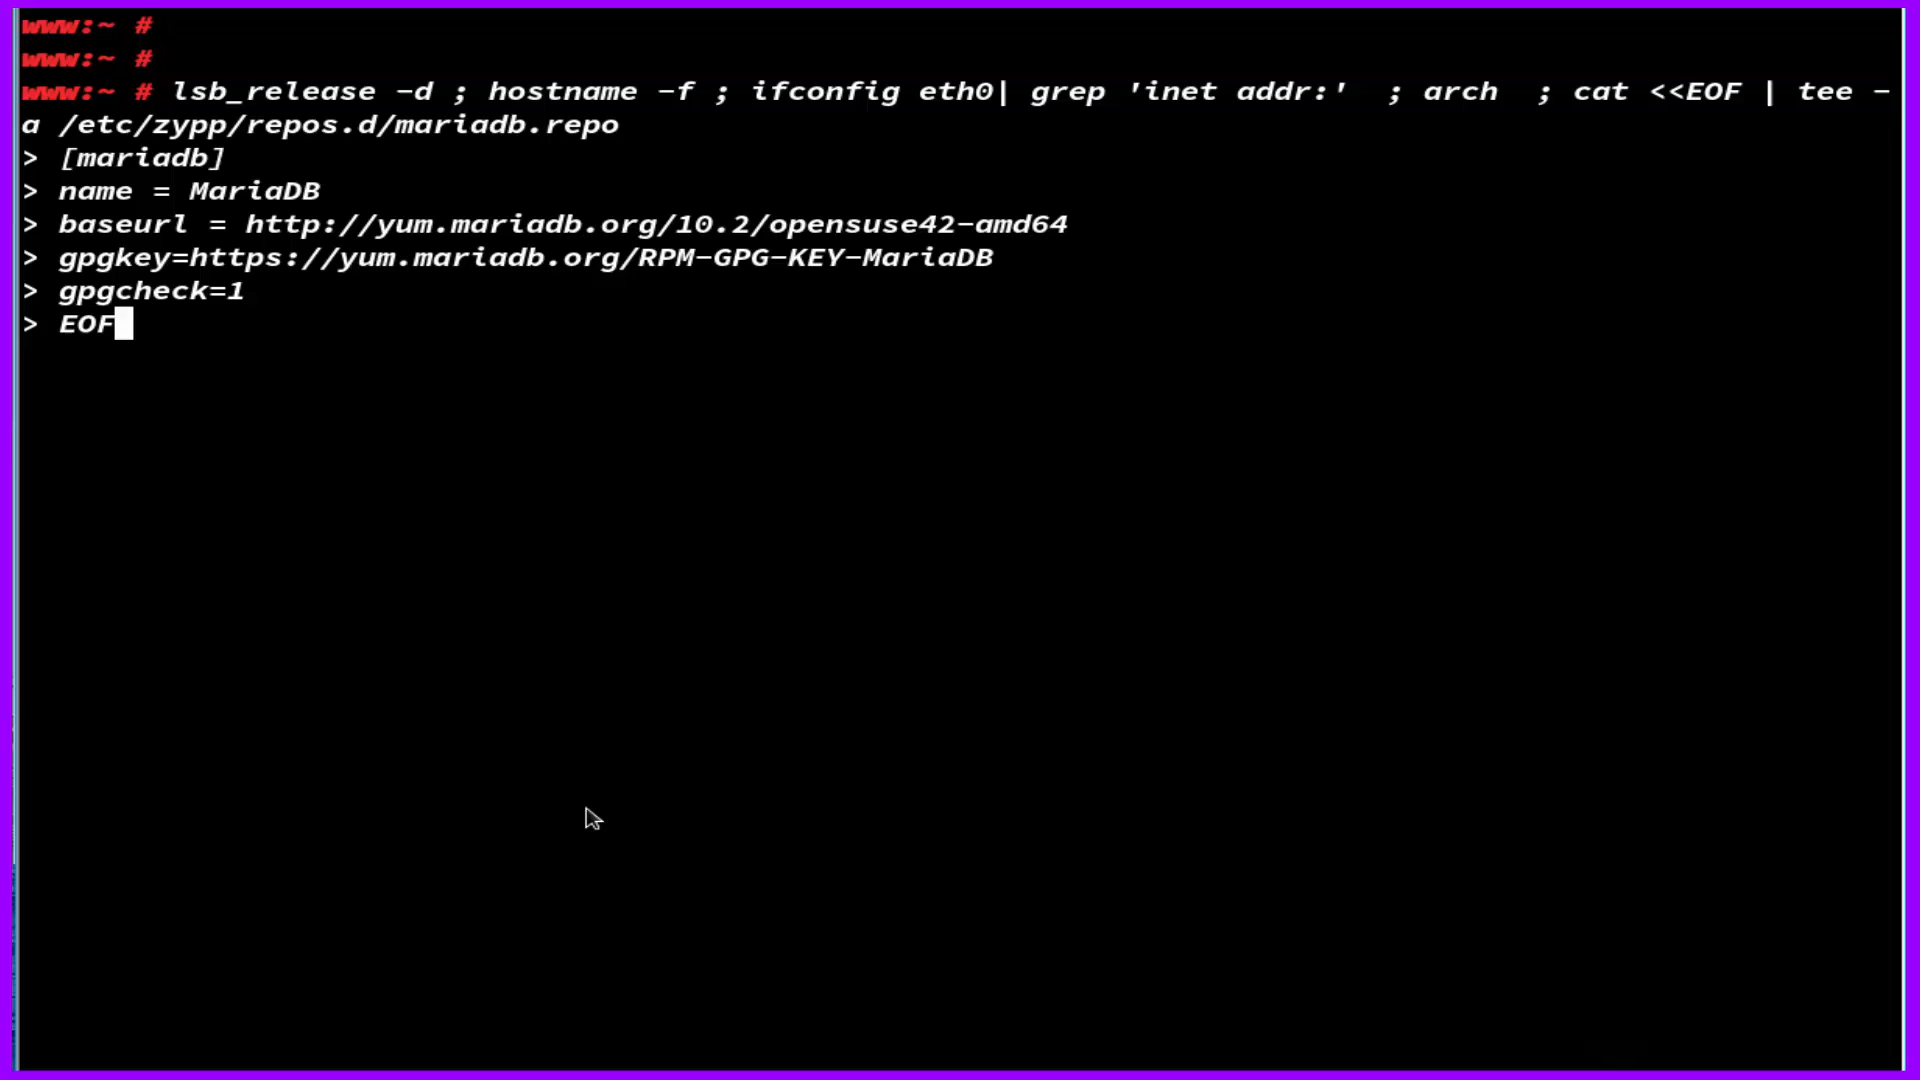 www:~ #
www:~ #
www:~ # lsb_release -d ; hostname -f ; ifconfig eth0| grep 'inet addr:'  ; arch  ; cat <<EOF | tee -
a /etc/zypp/repos.d/mariadb.repo
> [mariadb]
> name = MariaDB
> baseurl = http://yum.mariadb.org/10.2/opensuse42-amd64
> gpgkey=https://yum.mariadb.org/RPM-GPG-KEY-MariaDB
> gpgcheck=1
> EOF